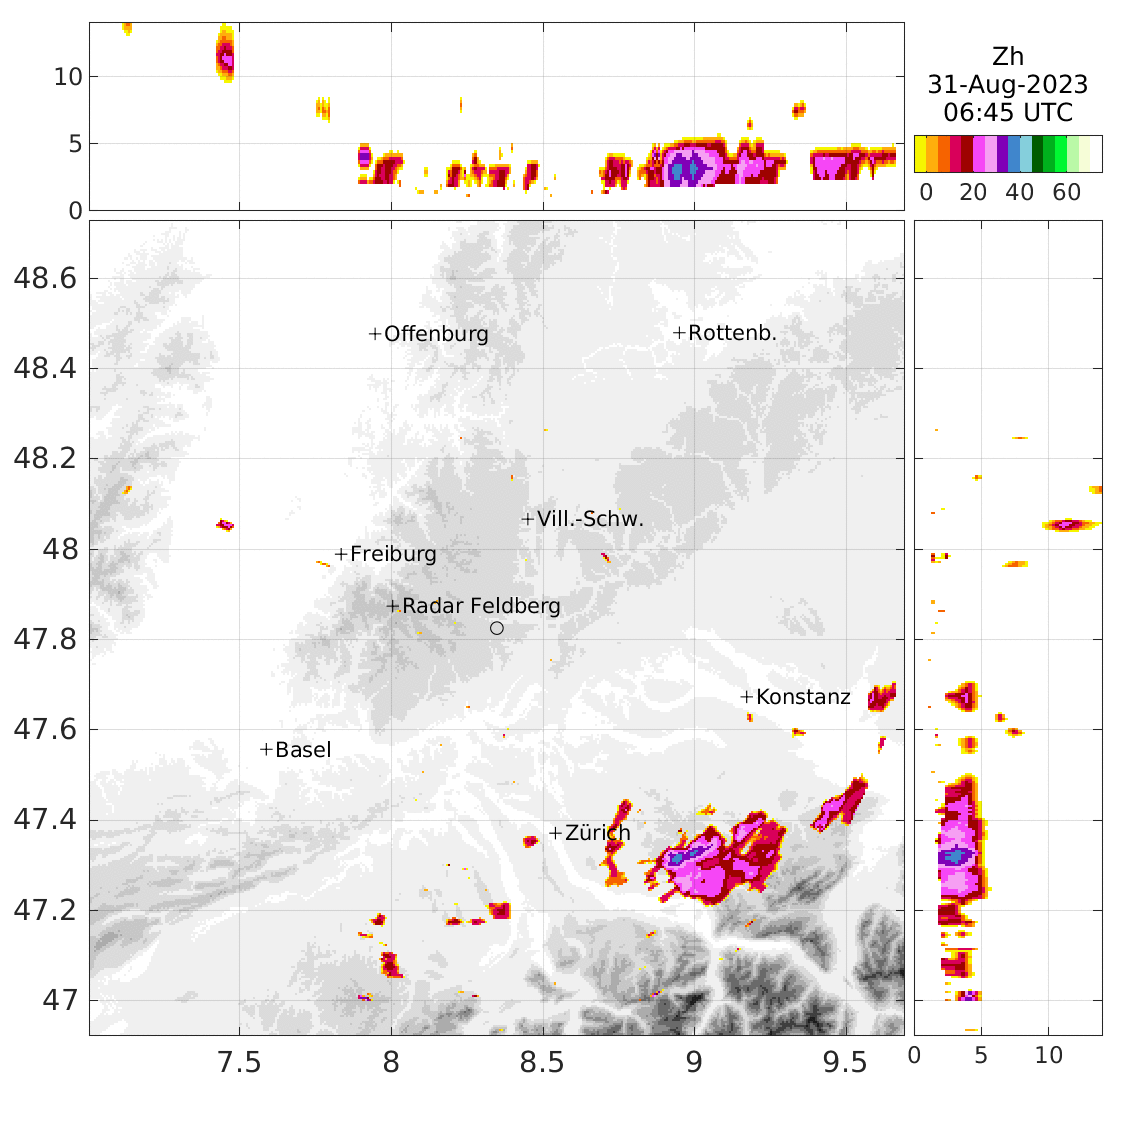 10
5
0
Zh
31-Aug-2023
06:45 UTC
0 20 40 60
48.6
48.4
48.2
48
47.8
47.6
47.4
47.2
47
+Offenburg
+Rottenb.
+Vill.-Schw.
+Freiburg
+Radar Feldberg
+Konstanz
+Basel
+Zürich
7.5 8 8.5 9 9.5
0 5 10